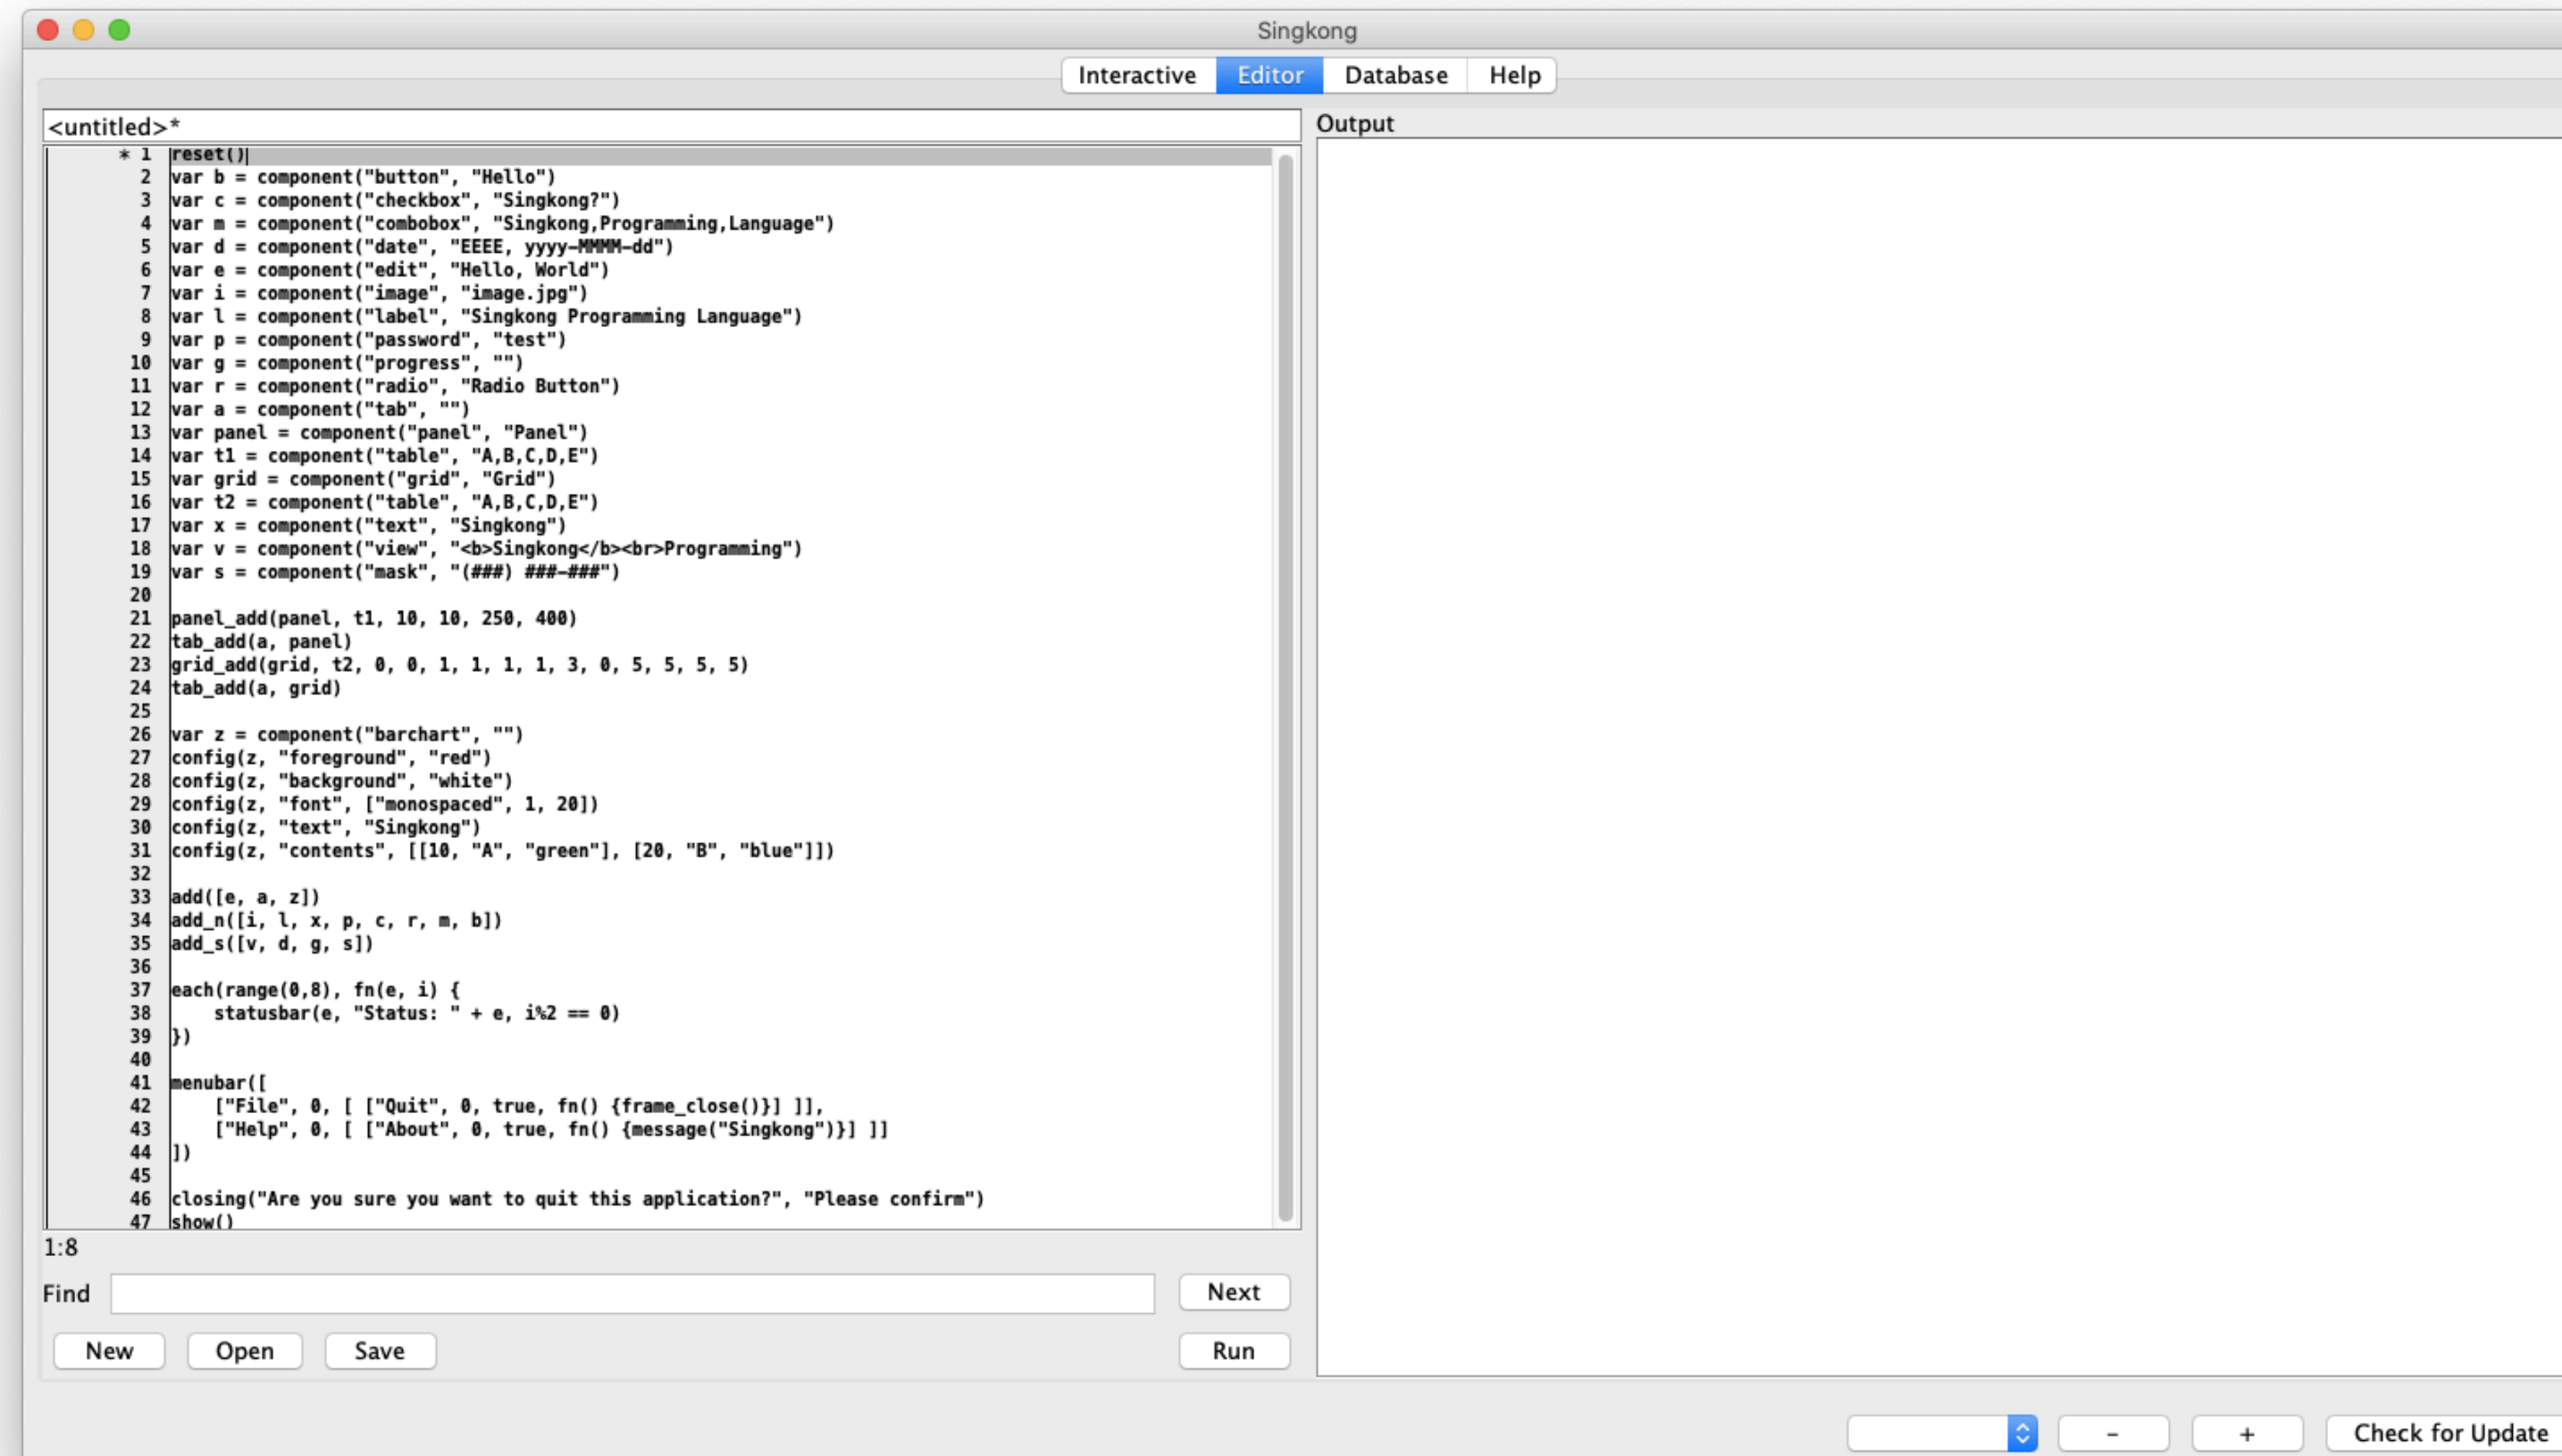 Singkong
Interactive Editor Database Help
<untitled>*
Output
* 1 reset()
2 var b = component("button", "Hello")
3 var c = component("checkbox", "Singkong?")
4 var m = component("combobox", "Singkong,Programming,Language")
5 var d = component("date", "EEEE, yyyy-MMMM-dd")
6 var e = component("edit", "Hello, World")
7 var i = component("image", "image.jpg")
8 var l = component("label", "Singkong Programming Language")
9 var p = component("password", "test")
10 var g = component("progress", "")
11 var r = component("radio", "Radio Button")
12 var a = component("tab", "")
13 var panel = component("panel", "Panel")
14 var t1 = component("table", "A,B,C,D,E")
15 var grid = component("grid", "Grid")
16 var t2 = component("table", "A,B,C,D,E")
17 var x = component("text", "Singkong")
18 var v = component("view", "<b>Singkong</b><br>Programming")
19 var s = component("mask", "(###) ###-###")
20
21 panel_add(panel, t1, 10, 10, 250, 400)
22 tab_add(a, panel)
23 grid_add(grid, t2, 0, 0, 1, 1, 1, 1, 3, 0, 5, 5, 5, 5)
24 tab_add(a, grid)
25
26 var z = component("barchart", "")
27 config(z, "foreground", "red")
28 config(z, "background", "white")
29 config(z, "font", ["monospaced", 1, 20])
30 config(z, "text", "Singkong")
31 config(z, "contents", [[10, "A", "green"], [20, "B", "blue"]])
32
33 add([e, a, z])
34 add_n([i, l, x, p, c, r, m, b])
35 add_s([v, d, g, s])
36
37 each(range(0,8), fn(e, i) {
38     statusbar(e, "Status: " + e, i%2 == 0)
39 })
40
41 menubar([
42     ["File", 0, [ ["Quit", 0, true, fn() {frame_close()}] ]],
43     ["Help", 0, [ ["About", 0, true, fn() {message("Singkong")}] ]]
44 ])
45
46 closing("Are you sure you want to quit this application?", "Please confirm")
47 show()
1:8
Find
Next
New Open Save Run
- + Check for Update